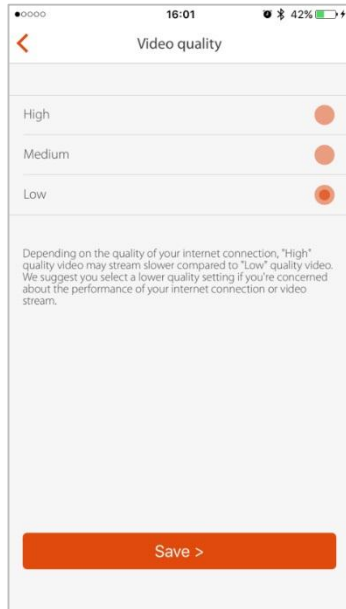 16:01 42%
Video quality
High
Medium
Low
Depending on the quality of your internet connection, "High"
quality video may stream slower compared to "Low" quality video.
We suggest you select a lower quality setting if you're concerned
about the performance of your internet connection or video
stream.
Save >